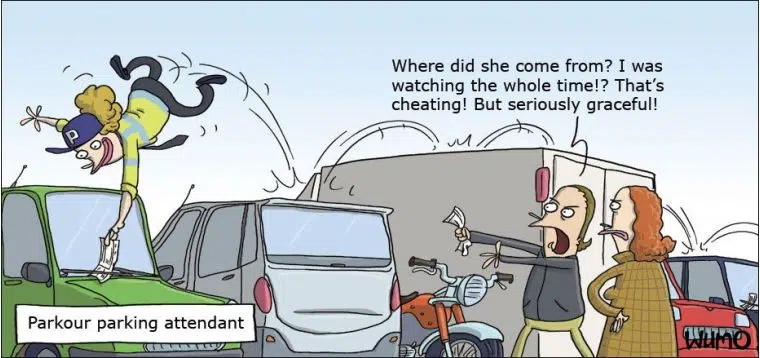 Where did she come from? I was
watching the whole time!? That's
cheating! But seriously graceful!
P
Parkour parking attendant
WUMO